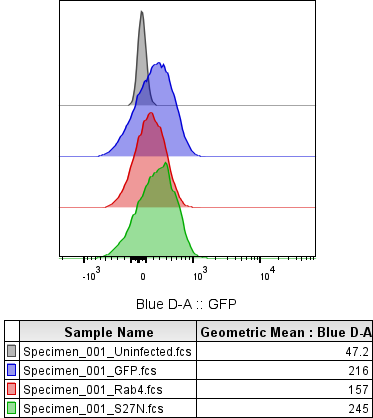 -10³ 0 10³ 10⁴
Blue D-A :: GFP
Sample Name Geometric Mean : Blue D-A
Specimen_001_Uninfected.fcs 47.2
Specimen_001_GFP.fcs 216
Specimen_001_Rab4.fcs 157
Specimen_001_S27N.fcs 245